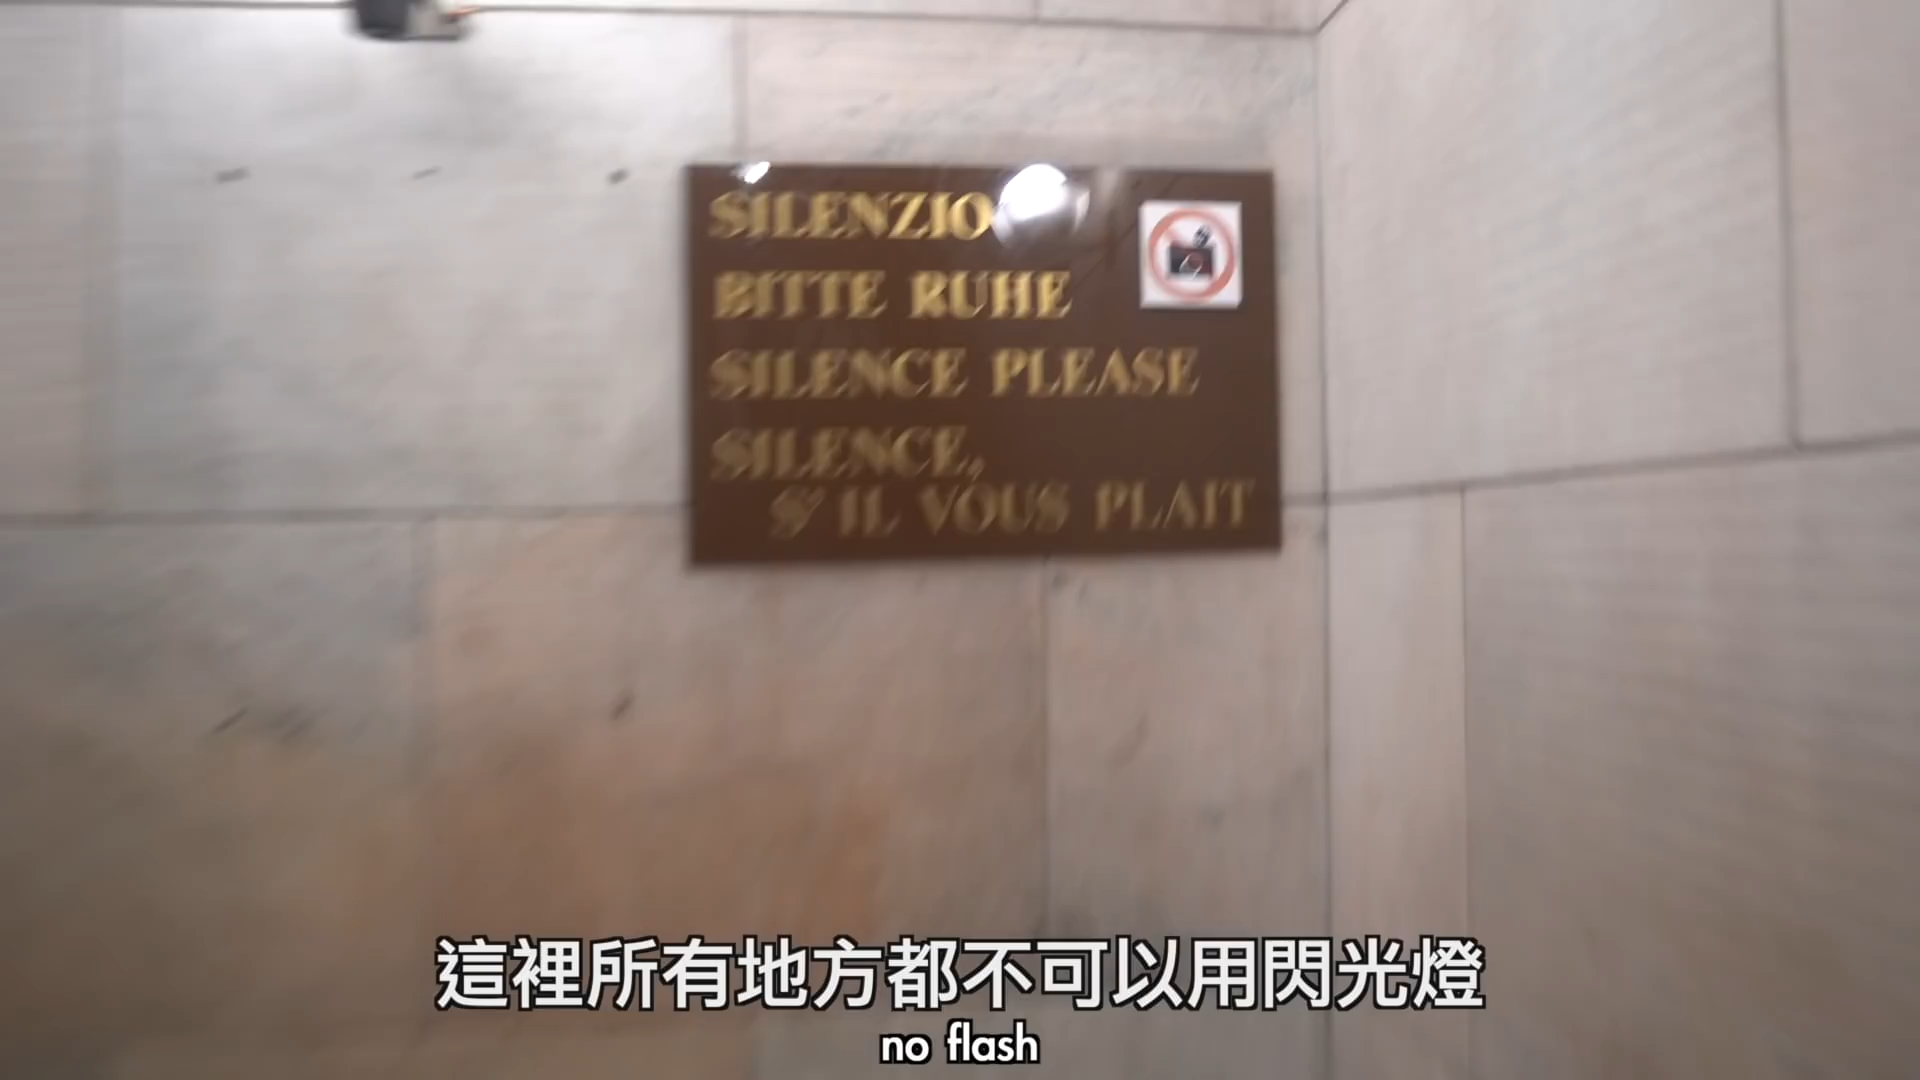 SILENZIO
BITTE RUHE
SILENCE PLEASE
SILENCE,
S' IL VOUS PLAIT
這裡所有地方都不可以用閃光燈
no flash